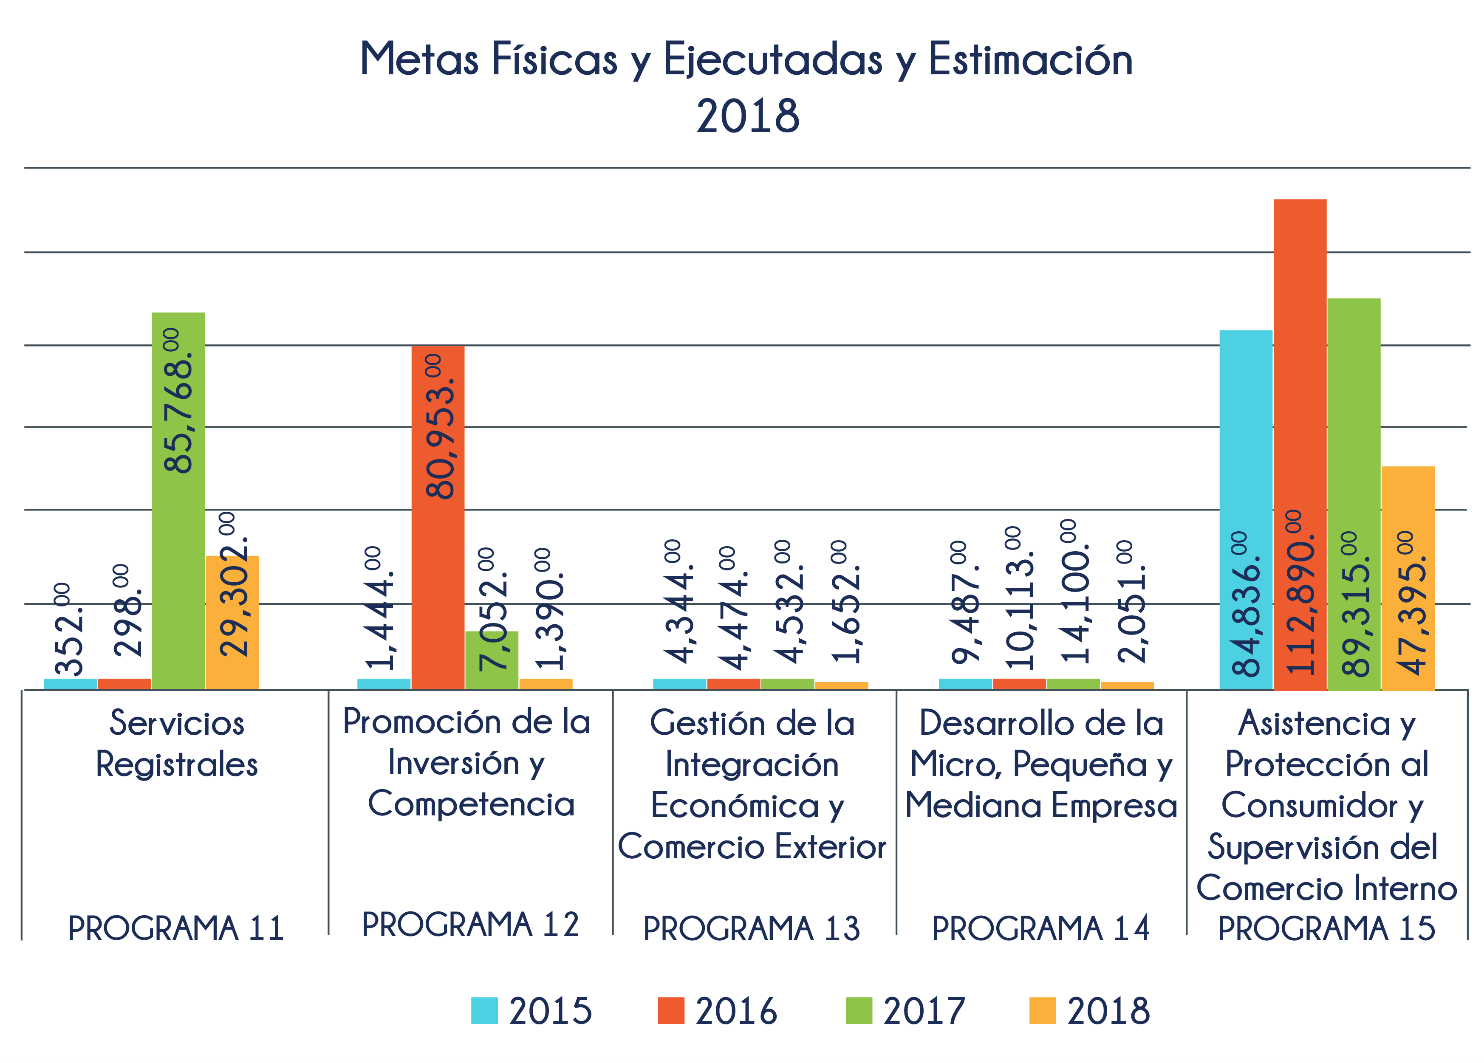 Metas Físicas y Ejecutadas y Estimación
2018
352.00
298.00
85,768.00
29,302.00
1,444.00
80,953.00
7,052.00
1,390.00
4,344.00
4,474.00
4,532.00
1,652.00
9,487.00
10,113.00
14,100.00
2,051.00
84,836.00
112,890.00
89,315.00
47,395.00
Servicios
Registrales
PROGRAMA 11
Promoción de la
Inversión y
Competencia
PROGRAMA 12
Gestión de la
Integración
Económica y
Comercio Exterior
PROGRAMA 13
Desarrollo de la
Micro, Pequeña y
Mediana Empresa
PROGRAMA 14
Asistencia y
Protección al
Consumidor y
Supervisión del
Comercio Interno
PROGRAMA 15
2015
2016
2017
2018